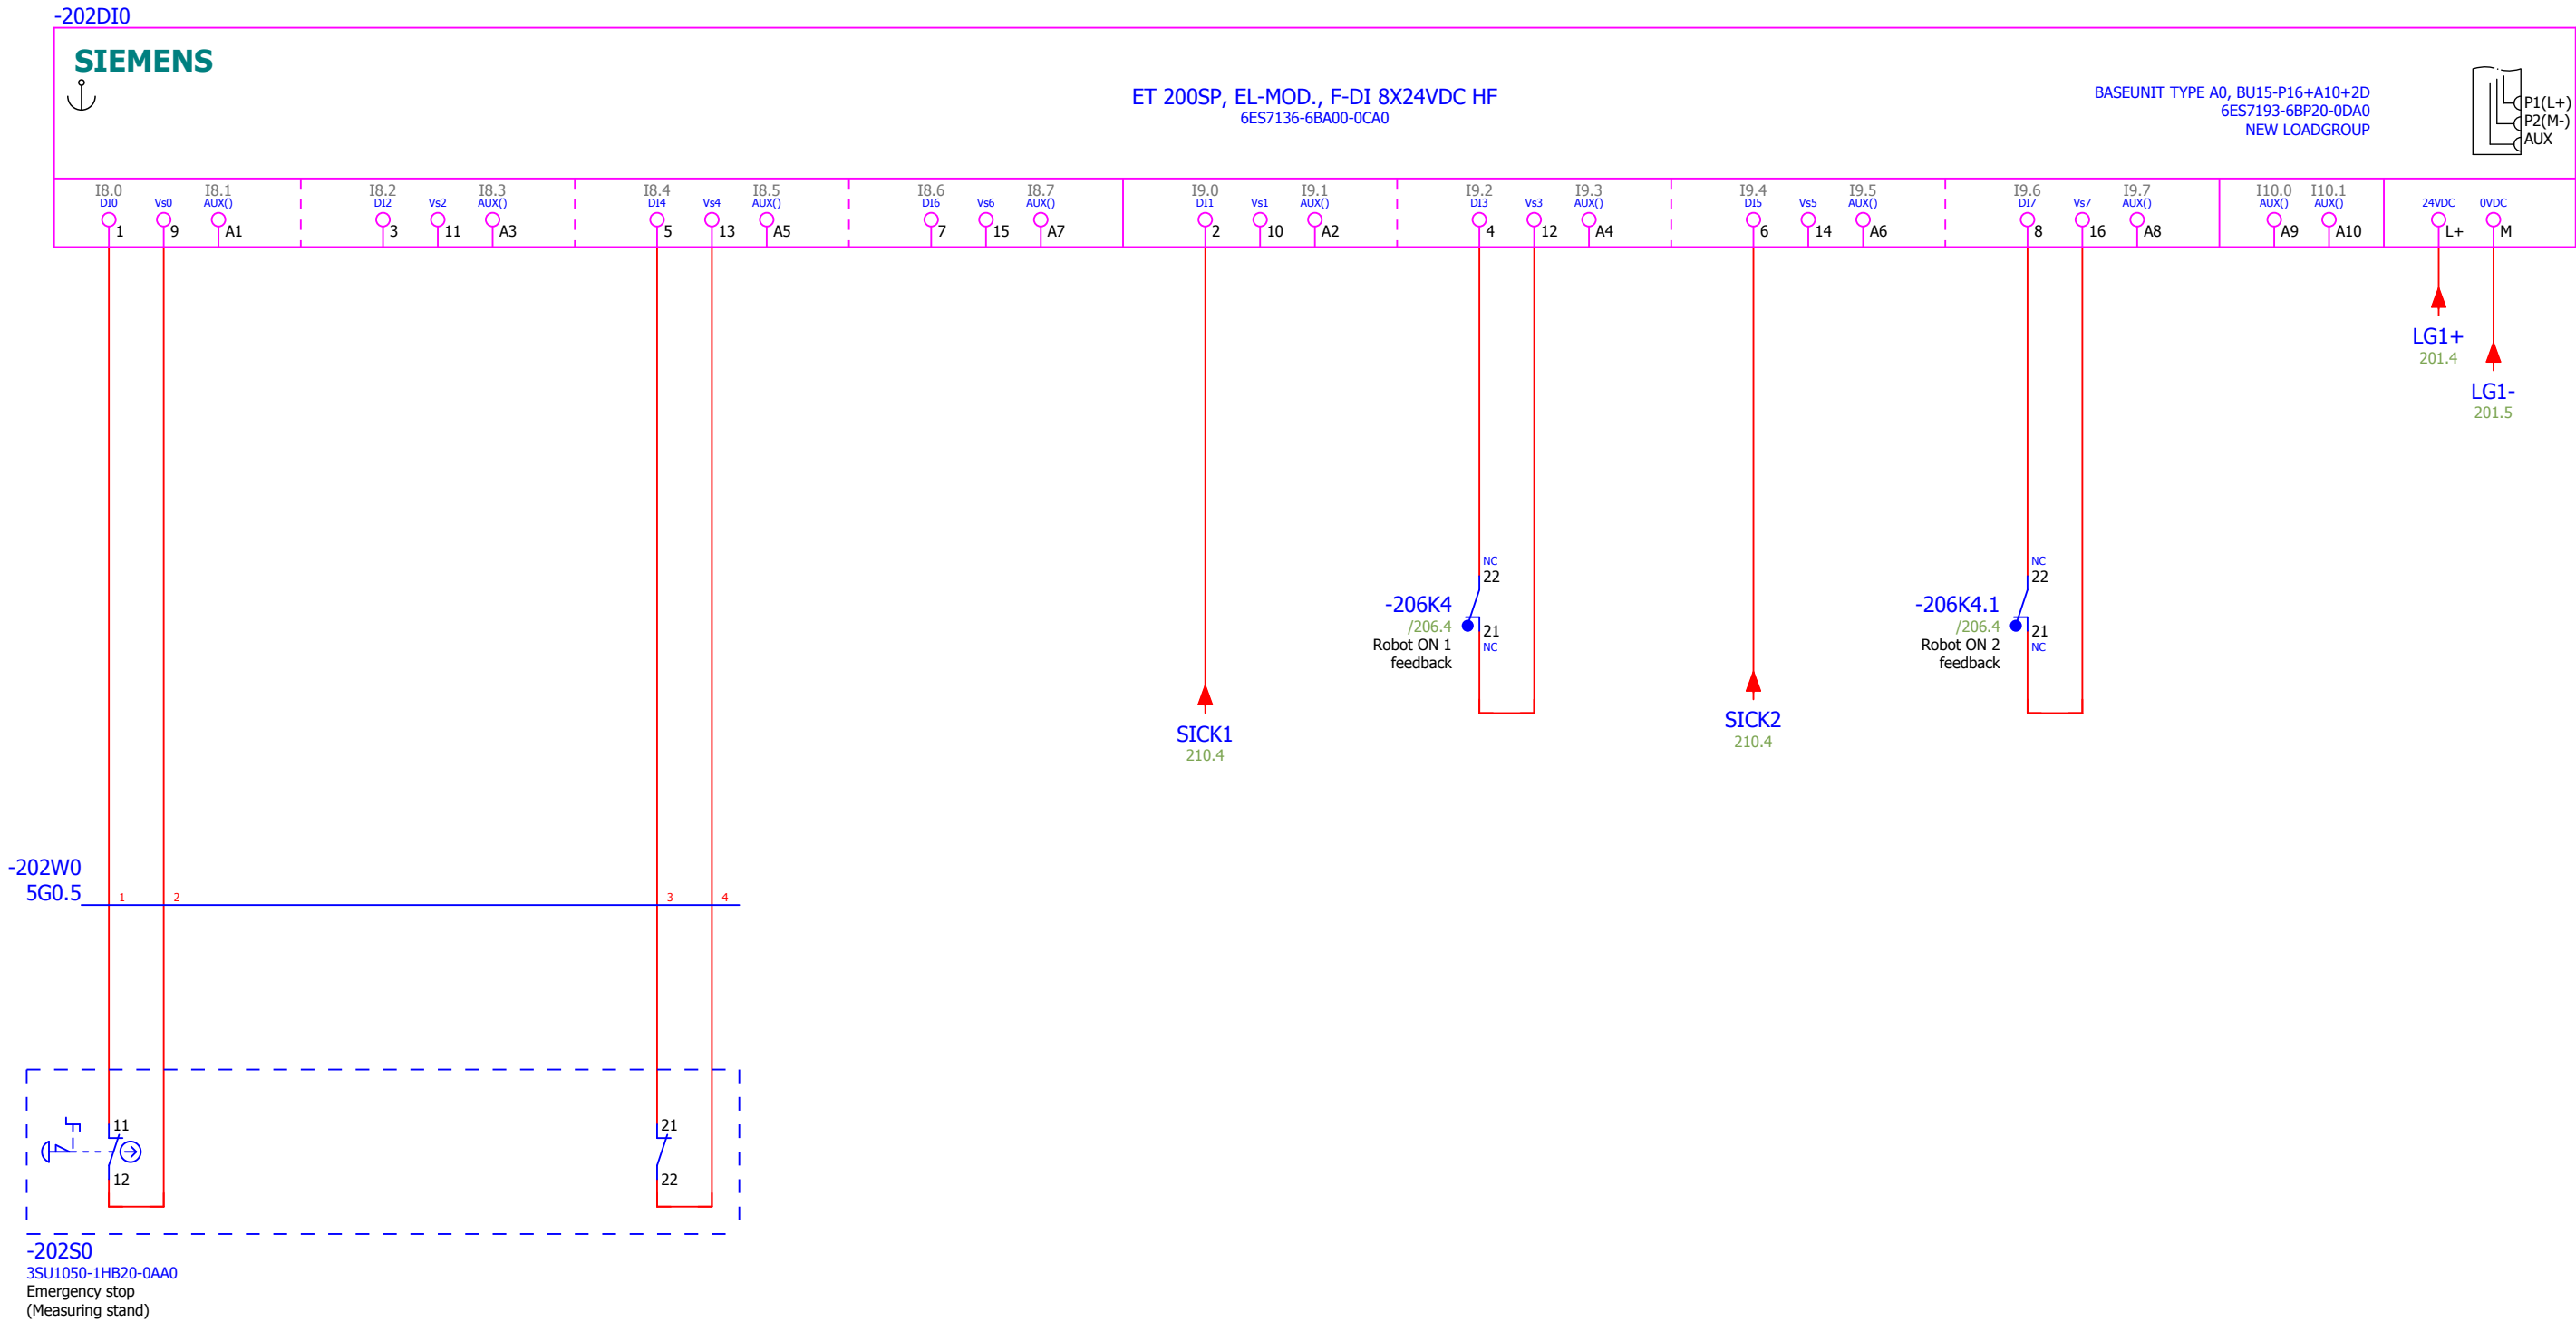 -202DI0
SIEMENS
ET 200SP, EL-MOD., F-DI 8X24VDC HF
6ES7136-6BA00-0CA0
BASEUNIT TYPE A0, BU15-P16+A10+2D
6ES7193-6BP20-0DA0
NEW LOADGROUP
P1(L+)
P2(M-)
AUX
I8.0 I8.1 I8.2 I8.3 I8.4 I8.5 I8.6 I8.7 I9.0 I9.1 I9.2 I9.3 I9.4 I9.5 I9.6 I9.7 I10.0 I10.1
DI0 Vs0 AUX() DI2 Vs2 AUX() DI4 Vs4 AUX() DI6 Vs6 AUX() DI1 Vs1 AUX() DI3 Vs3 AUX() DI5 Vs5 AUX() DI7 Vs7 AUX() AUX() AUX() 24VDC 0VDC
1 9 A1 3 11 A3 5 13 A5 7 15 A7 2 10 A2 4 12 A4 6 14 A6 8 16 A8 A9 A10 L+ M
LG1+
201.4
LG1-
201.5
NC
22
-206K4
/206.4
21
Robot ON 1
NC
feedback
NC
22
-206K4.1
/206.4
21
Robot ON 2
NC
feedback
SICK1
210.4
SICK2
210.4
-202W0
5G0.5
1 2 3 4
11 21
12 22
-202S0
3SU1050-1HB20-0AA0
Emergency stop
(Measuring stand)